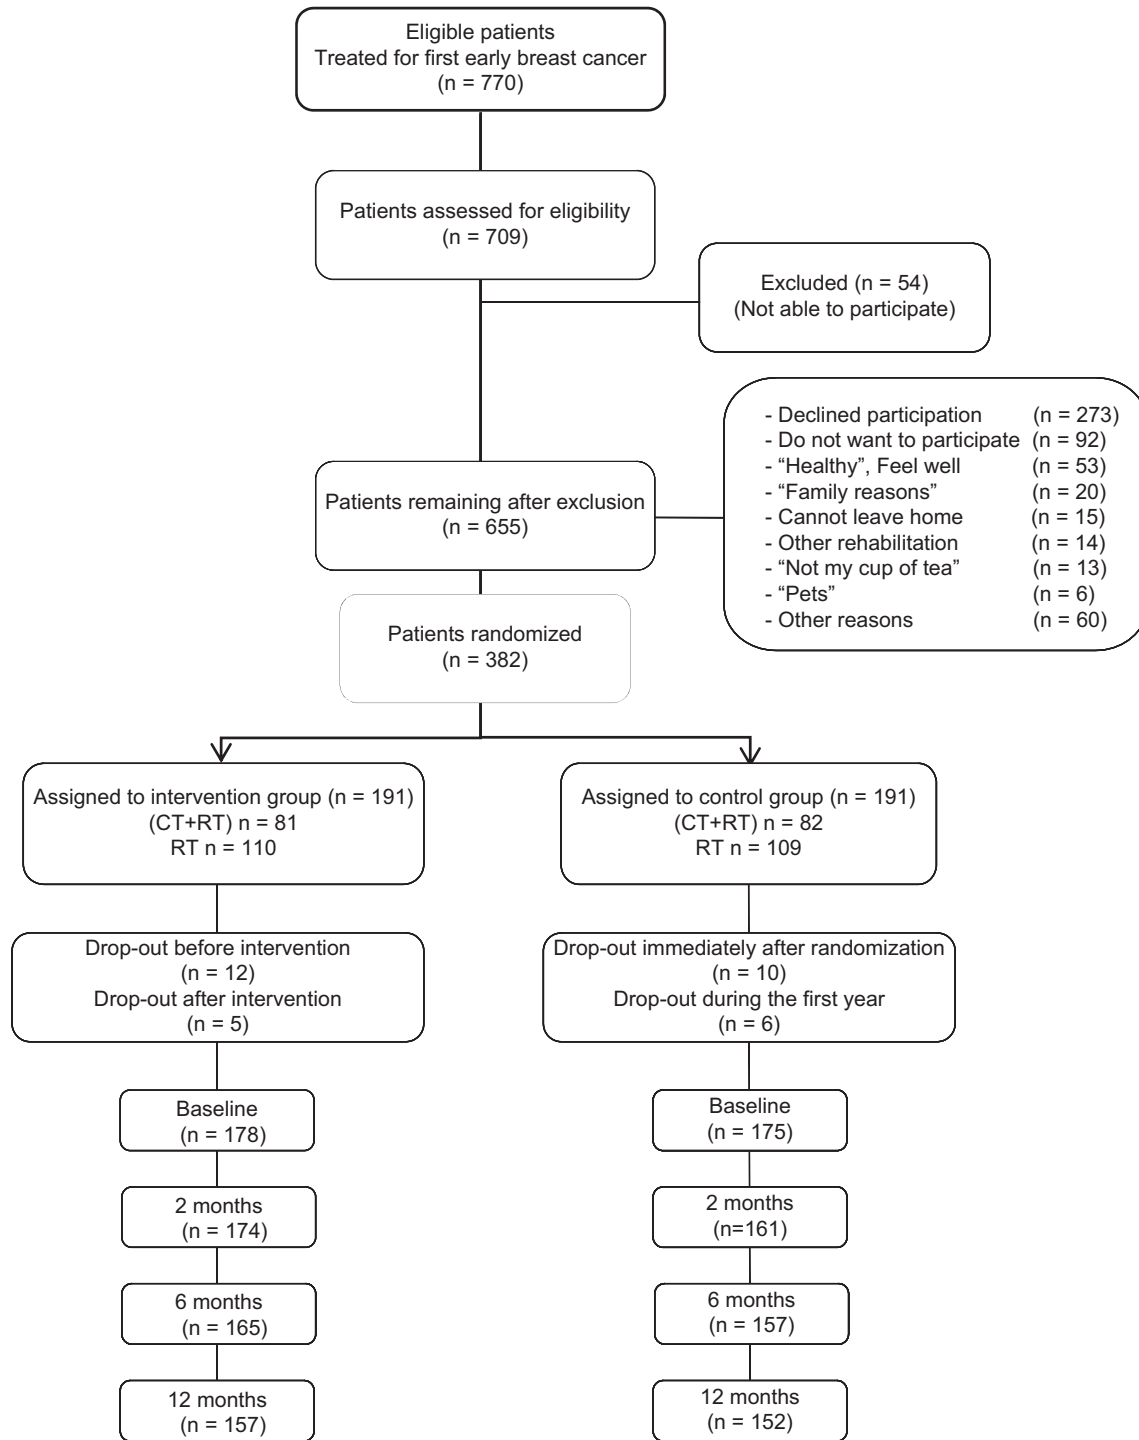 Eligible patients
Treated for first early breast cancer
(n = 770)
Patients assessed for eligibility
(n = 709)
Excluded (n = 54)
(Not able to participate)
- Declined participation (n = 273)
- Do not want to participate (n = 92)
- “Healthy”, Feel well (n = 53)
- “Family reasons” (n = 20)
- Cannot leave home (n = 15)
- Other rehabilitation (n = 14)
- “Not my cup of tea” (n = 13)
- “Pets” (n = 6)
- Other reasons (n = 60)
Patients remaining after exclusion
(n = 655)
Patients randomized
(n = 382)
Assigned to intervention group (n = 191)
(CT+RT) n = 81
RT n = 110
Assigned to control group (n = 191)
(CT+RT) n = 82
RT n = 109
Drop-out before intervention
(n = 12)
Drop-out after intervention
(n = 5)
Drop-out immediately after randomization
(n = 10)
Drop-out during the first year
(n = 6)
Baseline
(n = 178)
Baseline
(n = 175)
2 months
(n = 174)
2 months
(n=161)
6 months
(n = 165)
6 months
(n = 157)
12 months
(n = 157)
12 months
(n = 152)